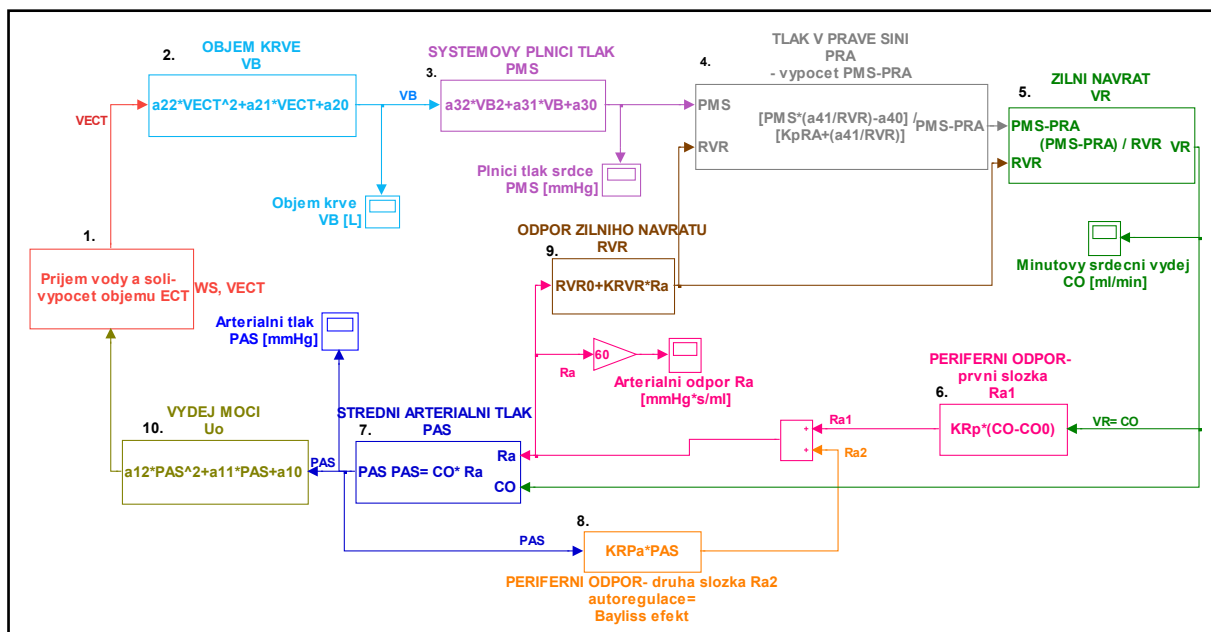 2.
OBJEM KRVE
VB
a22*VECT^2+a21*VECT+a20
VECT
VB
Objem krve
VB [L]
3.
SYSTEMOVY PLNICI TLAK
PMS
a32*VB2+a31*VB+a30
Plnici tlak srdce
PMS [mmHg]
4.
TLAK V PRAVE SINI
PRA
- vypocet PMS-PRA
PMS
[PMS*(a41/RVR)-a40] /
[KpRA+(a41/RVR)]
PMS-PRA
RVR
5.
ZILNI NAVRAT
VR
PMS-PRA
(PMS-PRA) / RVR
VR
RVR
Minutovy srdecni vydej
CO [ml/min]
1.
Prijem vody a soli-
vypocet objemu ECT
WS, VECT
9.
ODPOR ZILNIHO NAVRATU
RVR
RVR0+KRVR*Ra
Arterialni tlak
PAS [mmHg]
Ra
60
Arterialni odpor Ra
[mmHg*s/ml]
6.
PERIFERNI ODPOR-
prvni slozka
Ra1
KRp*(CO-CO0)
VR= CO
Ra1
Ra2
+
+
10.
VYDEJ MOCI
Uo
a12*PAS^2+a11*PAS+a10
PAS
7.
STREDNI ARTERIALNI TLAK
PAS
PAS PAS= CO* Ra
Ra
CO
PAS
8.
KRPa*PAS
PERIFERNI ODPOR- druha slozka Ra2
autoregulace=
Bayliss efekt